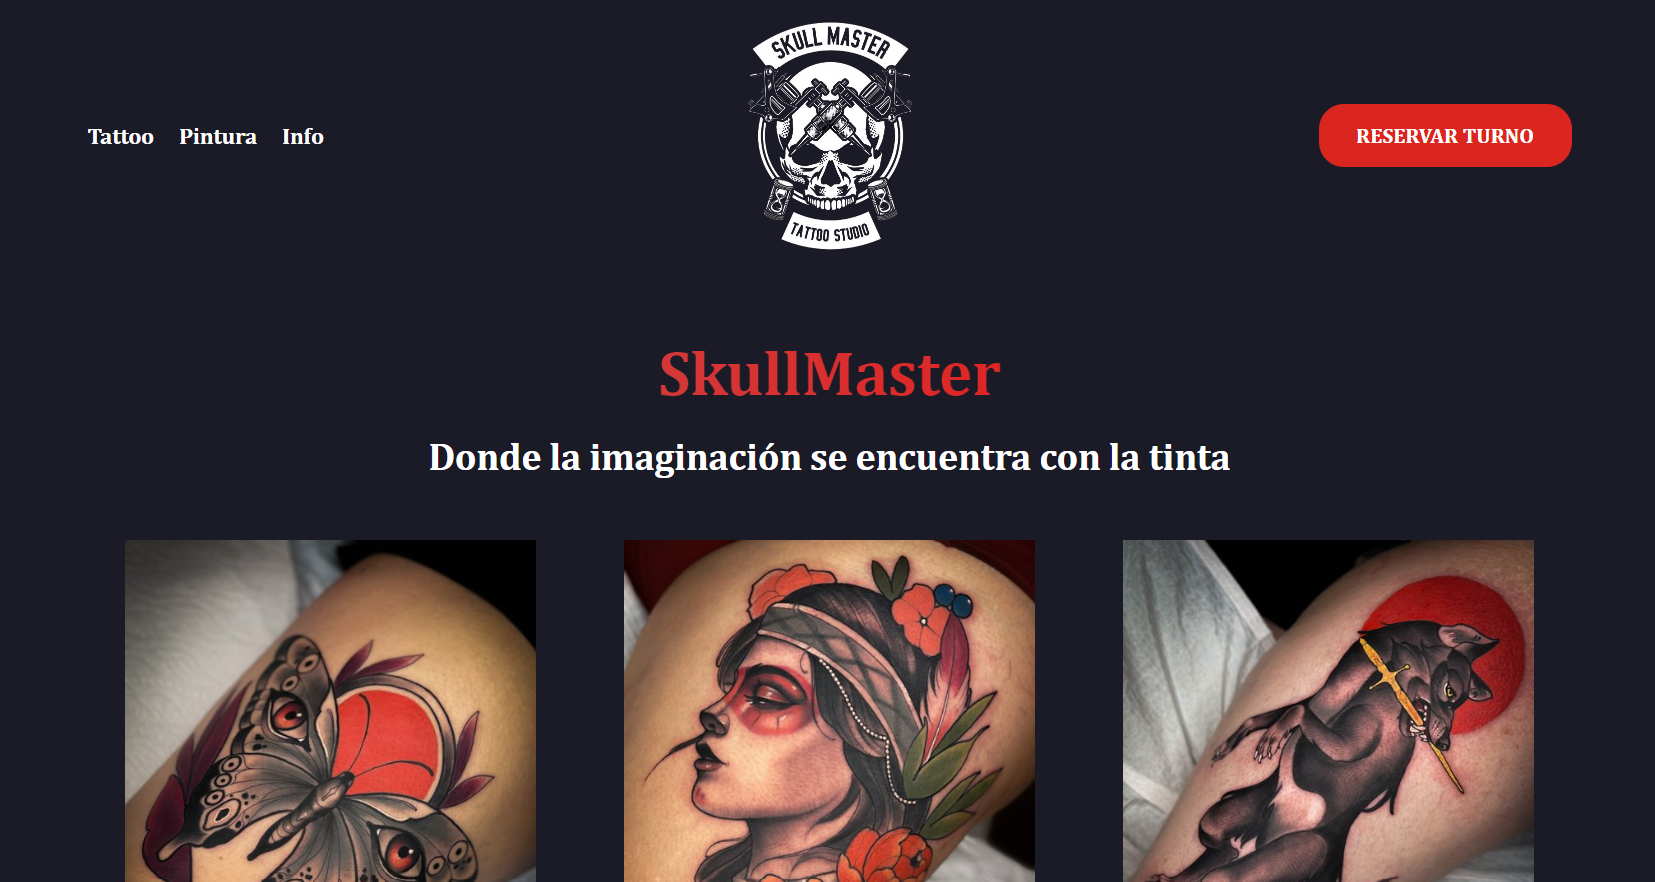 SKULL MASTER
TATTOO STUDIO
Tattoo Pintura Info
RESERVAR TURNO
SkullMaster
Donde la imaginación se encuentra con la tinta